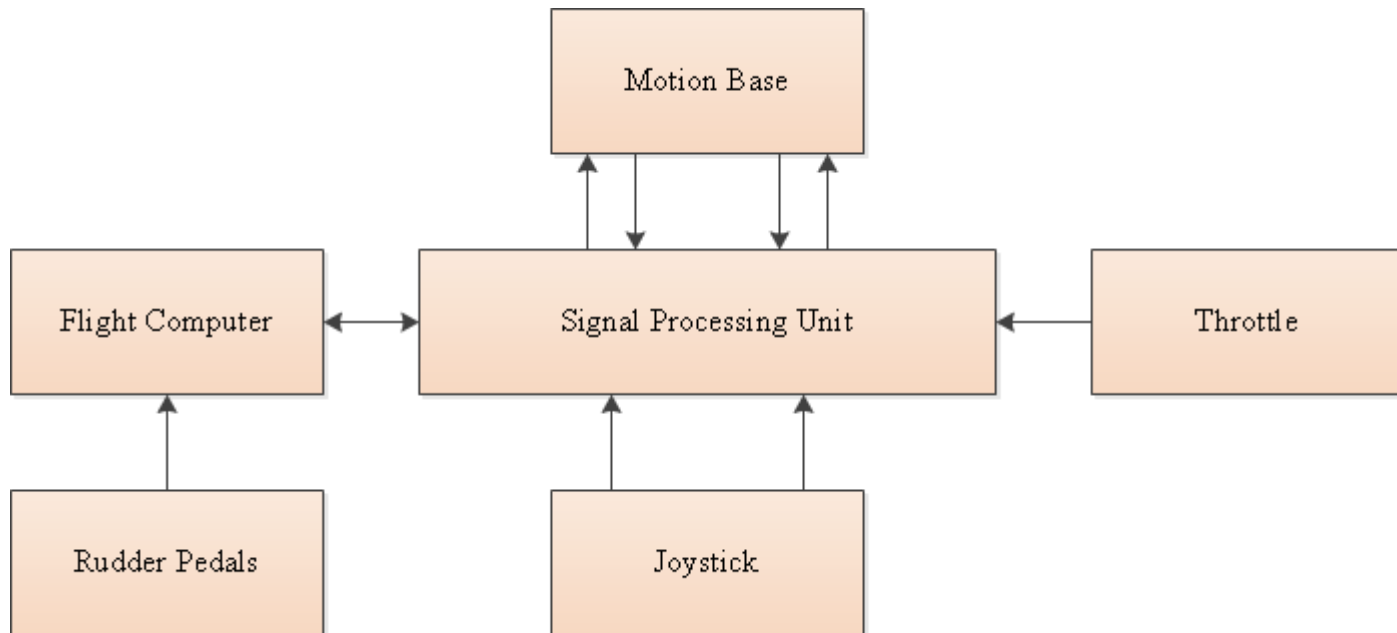 Motion Base
Flight Computer
Signal Processing Unit
Throttle
Rudder Pedals
Joystick